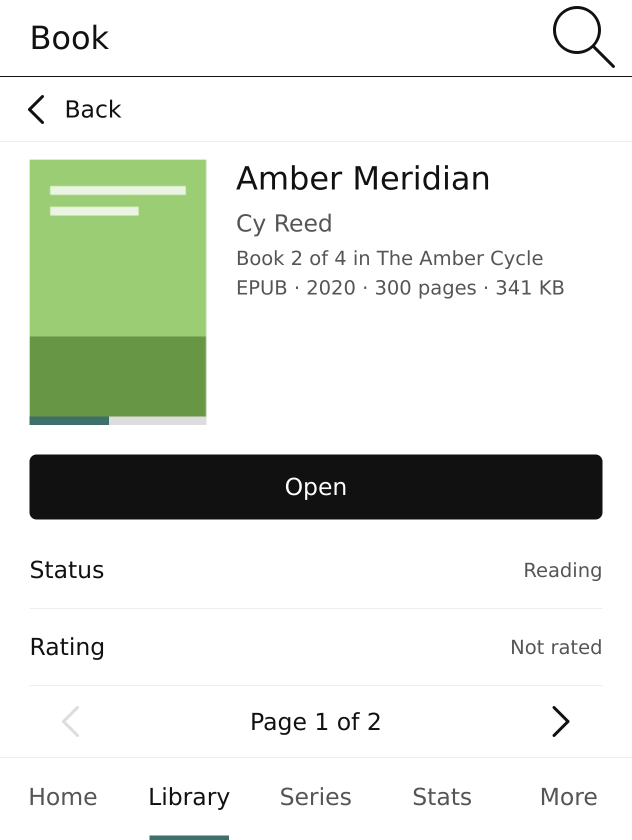 Book
Back
Amber Meridian
Cy Reed
Book 2 of 4 in The Amber Cycle
EPUB · 2020 · 300 pages · 341 KB
Open
Status Reading
Rating Not rated
Page 1 of 2
Home Library Series Stats More